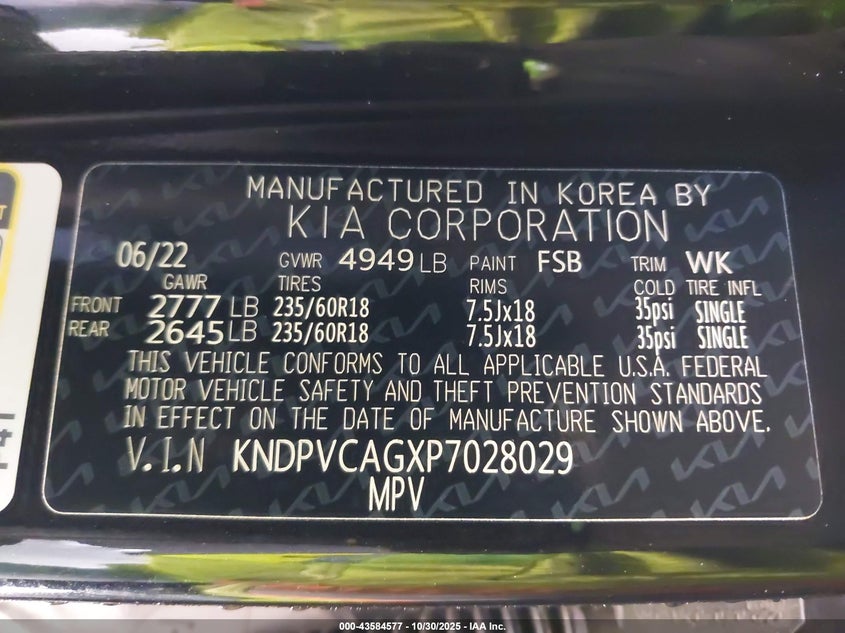 MANUFACTURED IN KOREA BY
KIA CORPORATION
06/22 GVWR 4949 LB PAINT FSB TRIM WK
GAWR TIRES RIMS COLD TIRE INFL
FRONT 2777 LB 235/60R18 7.5Jx18 35psi SINGLE
REAR 2645 LB 235/60R18 7.5Jx18 35psi SINGLE
THIS VEHICLE CONFORMS TO ALL APPLICABLE U.S.A. FEDERAL
MOTOR VEHICLE SAFETY AND THEFT PREVENTION STANDARDS
IN EFFECT ON THE DATE OF MANUFACTURE SHOWN ABOVE.
V.I.N KNDPVCAGXP7028029
MPV
000-43584577 - 10/30/2025 - IAA Inc.